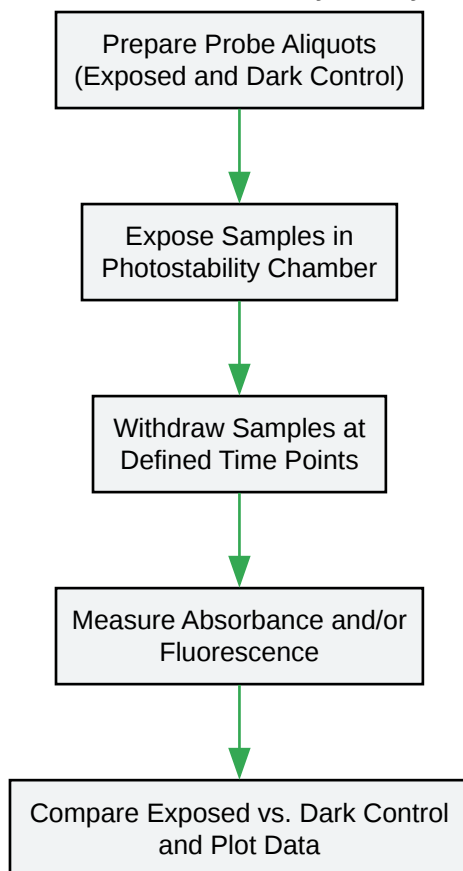 Prepare Probe Aliquots
(Exposed and Dark Control)
Expose Samples in
Photostability Chamber
Withdraw Samples at
Defined Time Points
Measure Absorbance and/or
Fluorescence
Compare Exposed vs. Dark Control
and Plot Data